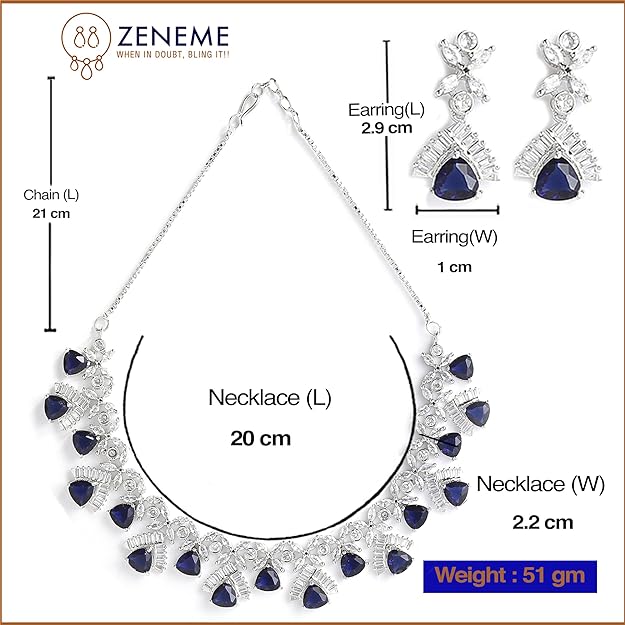 ZENEME
WHEN IN DOUBT, BLING IT!!
Chain (L)
21 cm
Earring(L)
2.9 cm
Earring(W)
1 cm
Necklace (L)
20 cm
Necklace (W)
2.2 cm
Weight : 51 gm